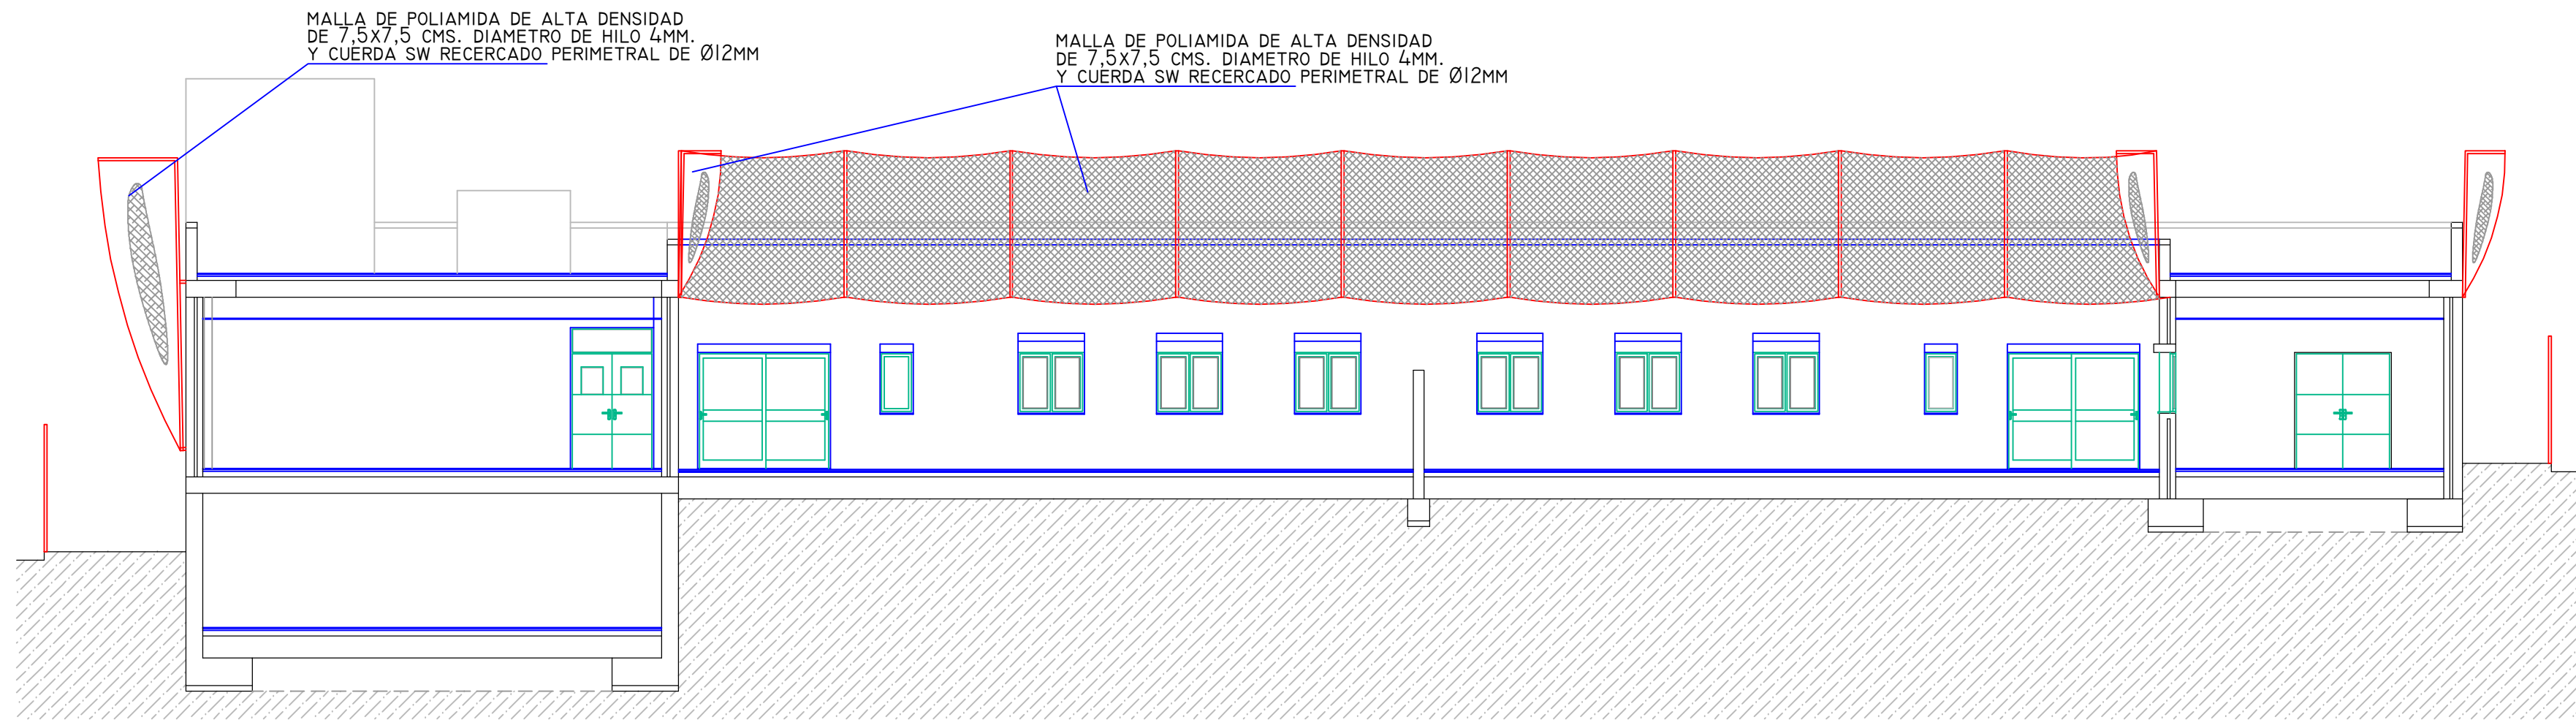 MALLA DE POLIAMIDA DE ALTA DENSIDAD
DE 7,5X7,5 CMS. DIAMETRO DE HILO 4MM.
Y CUERDA SW RECERCADO PERIMETRAL DE Ø12MM
MALLA DE POLIAMIDA DE ALTA DENSIDAD
DE 7,5X7,5 CMS. DIAMETRO DE HILO 4MM.
Y CUERDA SW RECERCADO PERIMETRAL DE Ø12MM